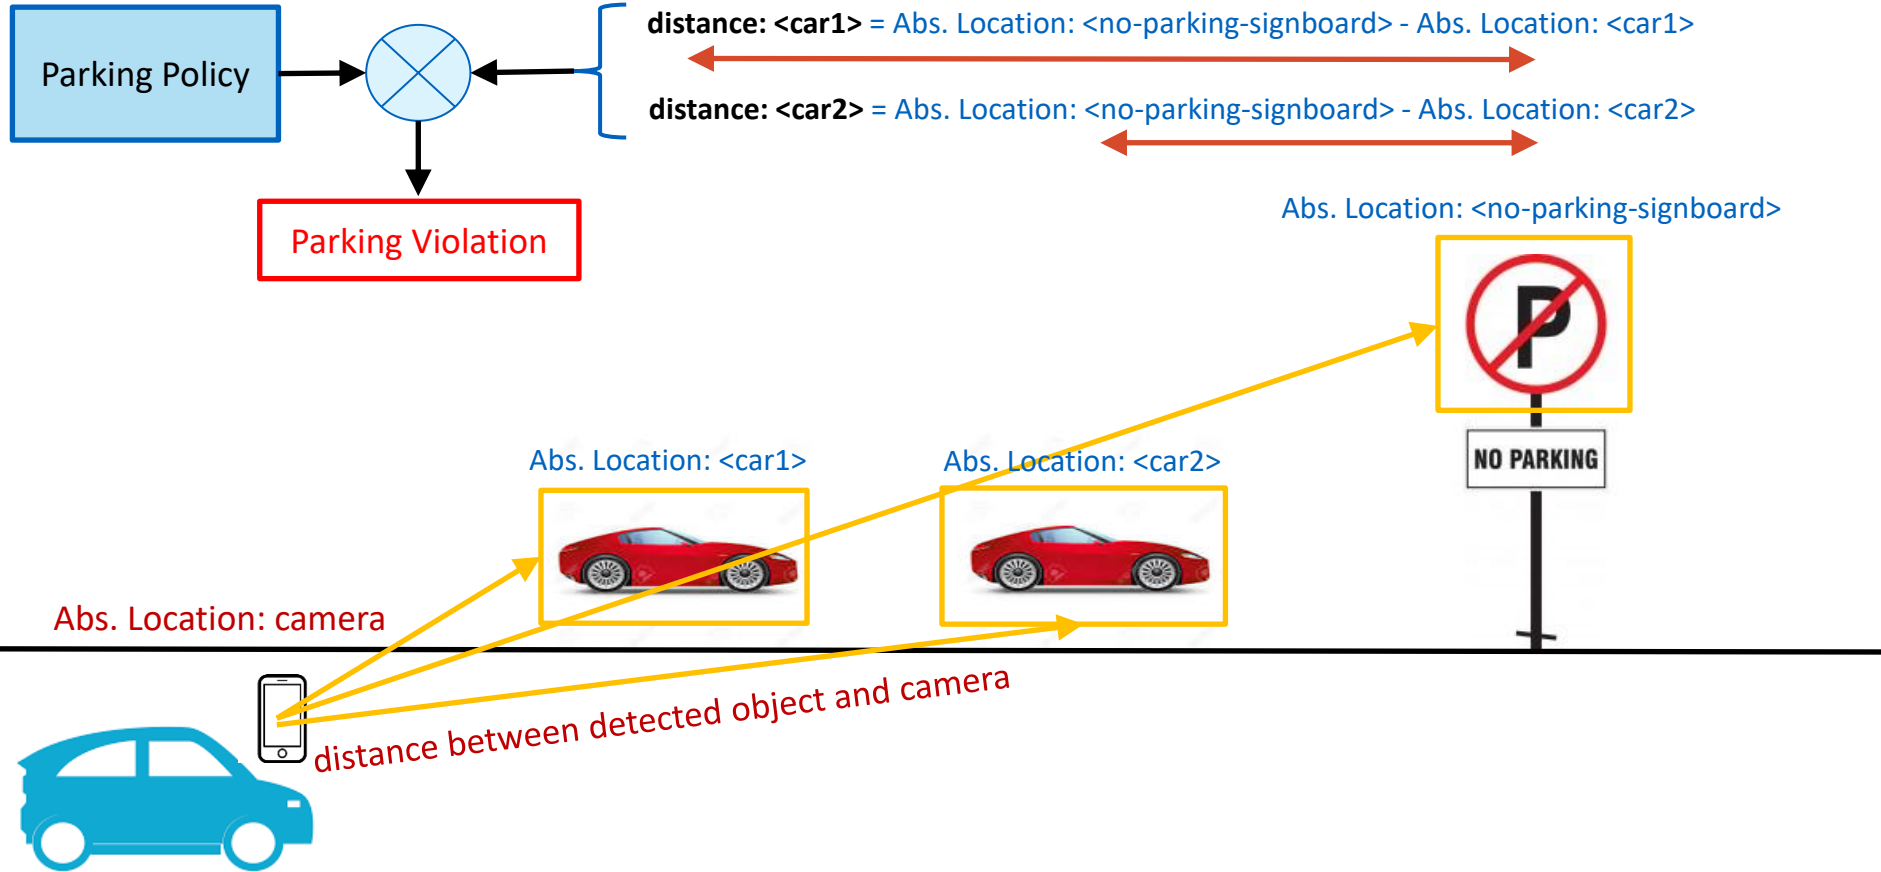 distance: <car1> = Abs. Location: <no-parking-signboard> - Abs. Location: <car1>
Parking Policy
distance: <car2> = Abs. Location: <no-parking-signboard> - Abs. Location: <car2>
Abs. Location: <no-parking-signboard>
Parking Violation
P
Abs. Location: <car1>
Abs. Location: <car2>
NO PARKING
Abs. Location: camera
distance between detected object and camera